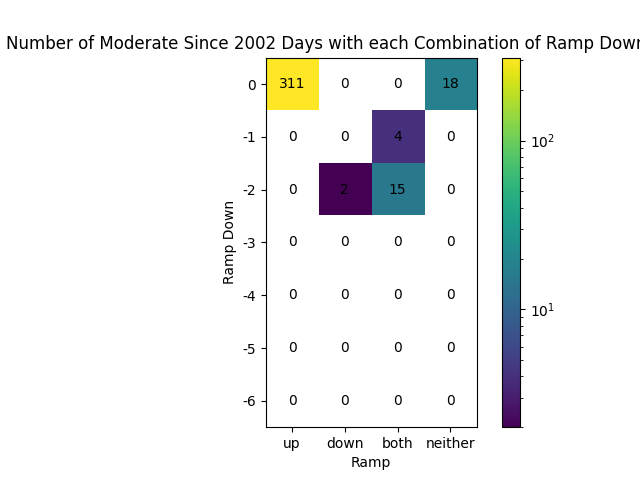 Number of Moderate Since 2002 Days with each Combination of Ramp Down
0 311 0 0 18
-1 0 0 4 0
-2 0 2 15 0
-3 0 0 0 0
-4 0 0 0 0
-5 0 0 0 0
-6 0 0 0 0
Ramp Down
up down both neither
Ramp
10²
10¹